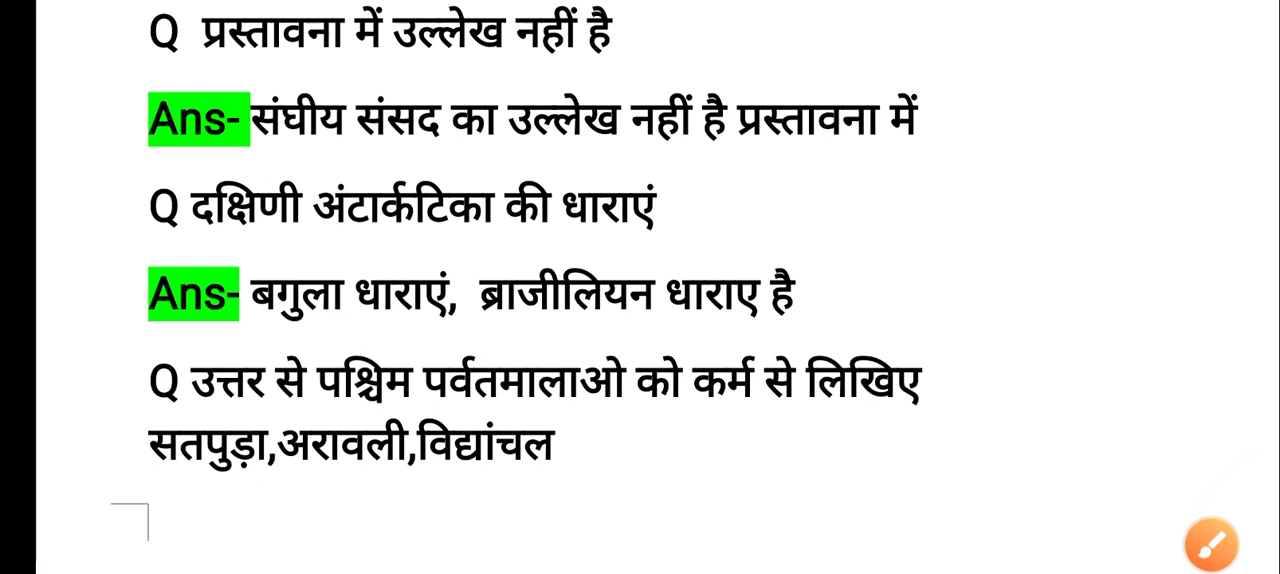 Q प्रस्तावना में उल्लेख नहीं है
Ans- संघीय संसद का उल्लेख नहीं है प्रस्तावना में
Q दक्षिणी अंटार्कटिका की धाराएं
Ans- बगुला धाराएं, ब्राजीलियन धाराए है
Q उत्तर से पश्चिम पर्वतमालाओ को कर्म से लिखिए
सतपुड़ा,अरावली,विद्यांचल